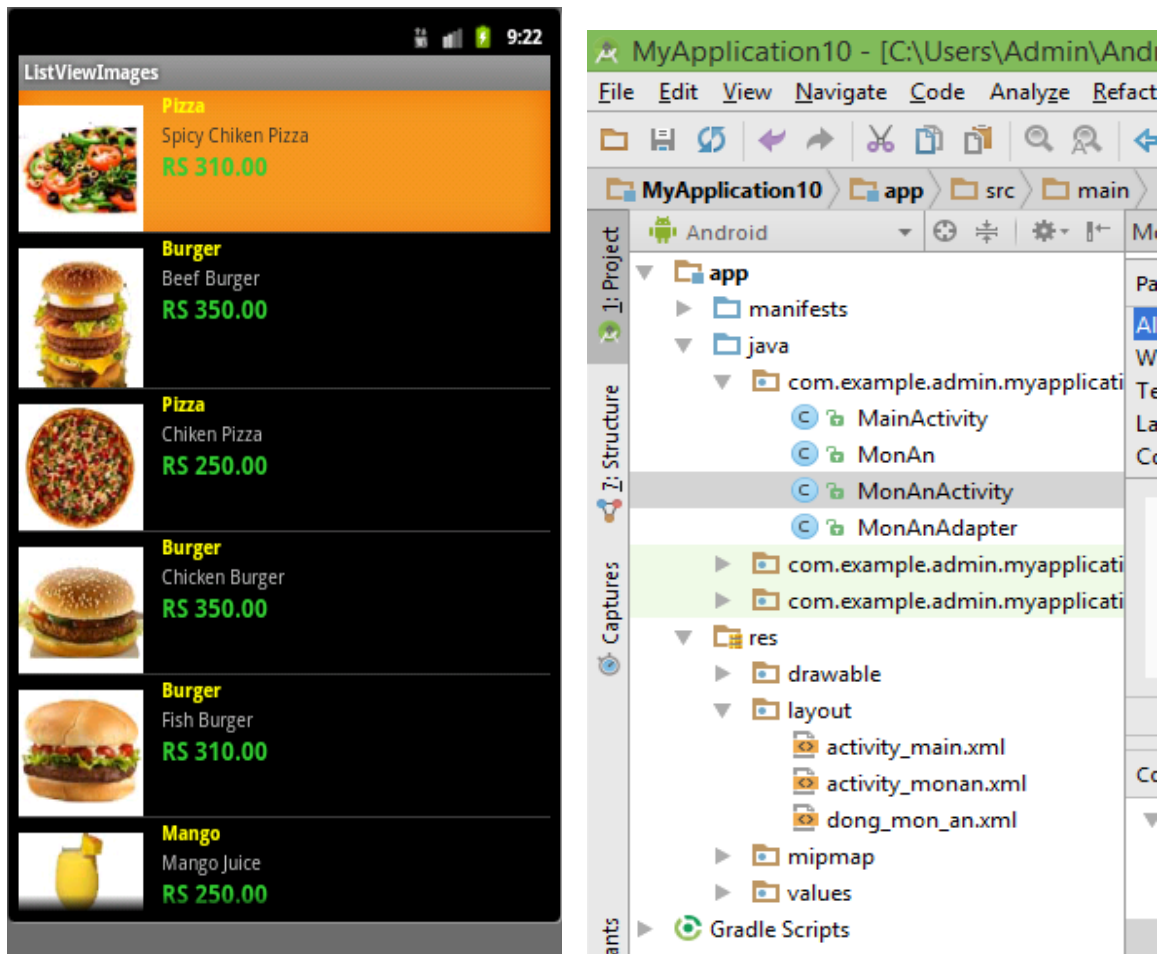 9:22
ListViewImages
Pizza
Spicy Chiken Pizza
RS 310.00
Burger
Beef Burger
RS 350.00
Pizza
Chiken Pizza
RS 250.00
Burger
Chicken Burger
RS 350.00
Burger
Fish Burger
RS 310.00
Mango
Mango Juice
RS 250.00
MyApplication10 - [C:\Users\Admin\Andr
File Edit View Navigate Code Analyze Refact
MyApplication10 app src main
1: Project
7: Structure
Captures
Android
app
manifests
java
com.example.admin.myapplicati
MainActivity
MonAn
MonAnActivity
MonAnAdapter
com.example.admin.myapplicati
com.example.admin.myapplicati
res
drawable
layout
activity_main.xml
activity_monan.xml
dong_mon_an.xml
mipmap
values
Gradle Scripts